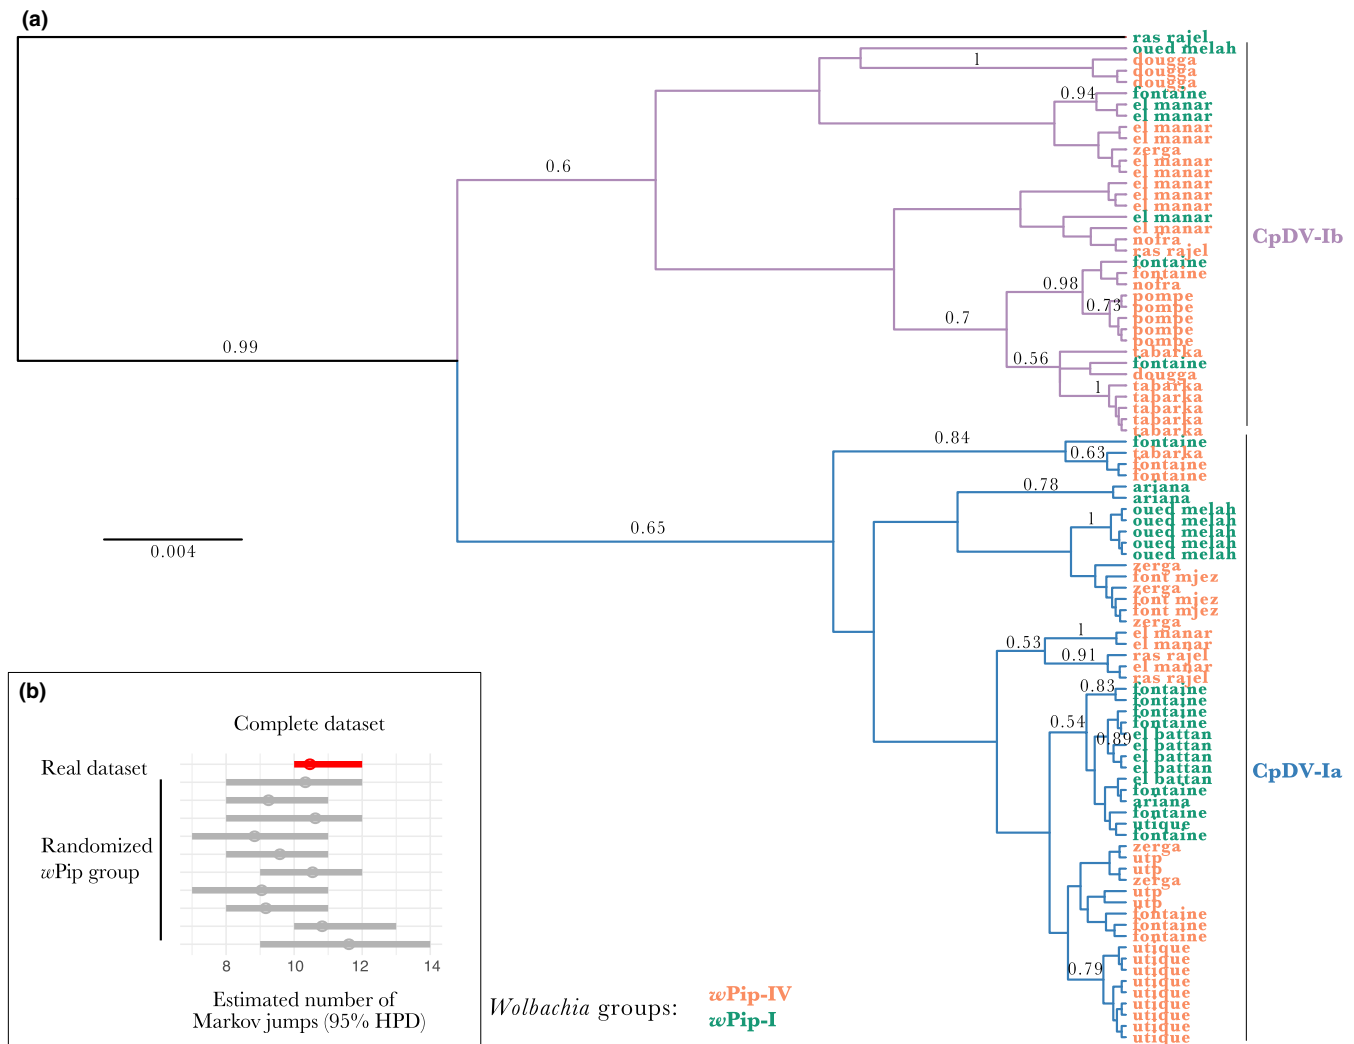 (a)
ras rajel
oued melah
dougga
1
dougga
dougga
fontaine
0.94
el manar
el manar
el manar
el manar
zerga
el manar
el manar
0.6
el manar
el manar
el manar
el manar
el manar
nofra
CpDV-Ib
ras rajel
fontaine
fontaine
0.98
nofra
pompe
0.73
pompe
pompe
0.7
pompe
pompe
0.99
tabarka
0.56
fontaine
dougga
1
tabarka
tabarka
tabarka
tabarka
tabarka
0.84
fontaine
0.63
tabarka
fontaine
fontaine
0.78
ariana
ariana
oued melah
1
oued melah
0.65
oued melah
oued melah
0.004
oued melah
zerga
font mjez
zerga
font mjez
font mjez
zerga
1
el manar
0.53
el manar
0.91
ras rajel
el manar
ras rajel
0.83
fontaine
fontaine
fontaine
0.54
fontaine
el battan
0.89
el battan
el battan
el battan
CpDV-Ia
el battan
fontaine
ariana
fontaine
utique
fontaine
zerga
utp
utp
zerga
utp
utp
fontaine
fontaine
fontaine
utique
utique
0.79
utique
utique
utique
utique
utique
utique
utique
(b)
Complete dataset
Real dataset
Randomized
wPip group
8 10 12 14
Estimated number of
Markov jumps (95% HPD)
Wolbachia groups:
wPip-IV
wPip-I